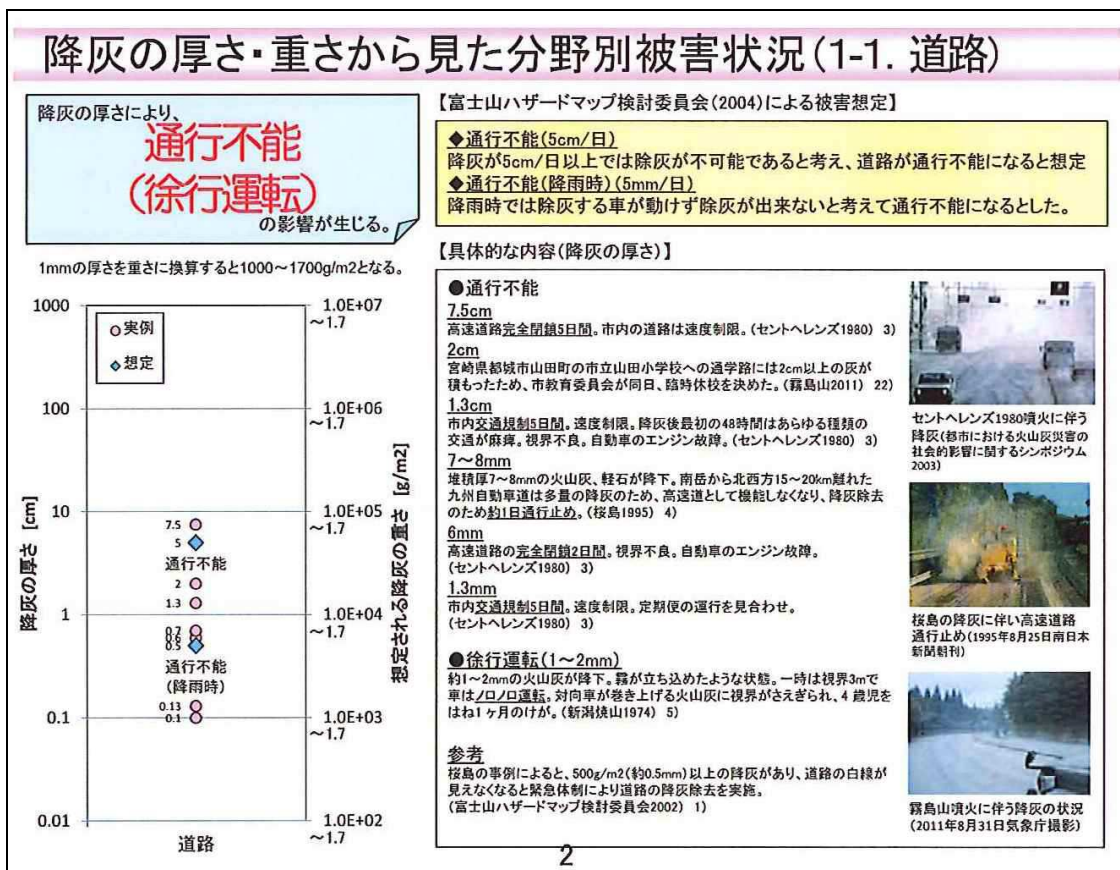 降灰の厚さ・重さから見た分野別被害状況(1-1. 道路)
降灰の厚さにより、
通行不能
(徐行運転)
の影響が生じる。
1mmの厚さを重さに換算すると1000～1700g/m2となる。
降灰の厚さ [cm]
1000
100
10
1
0.1
0.01
○実例
◇想定
7.5
5
通行不能
2
1.3
0.7
0.6
0.5
通行不能
(降雨時)
0.13
0.1
道路
1.0E+07
～1.7
1.0E+06
～1.7
1.0E+05
～1.7
1.0E+04
～1.7
1.0E+03
～1.7
1.0E+02
～1.7
想定される降灰の重さ [g/m2]
【富士山ハザードマップ検討委員会(2004)による被害想定】
◆通行不能(5cm/日)
降灰が5cm/日以上では除灰が不可能であると考え、道路が通行不能になると想定
◆通行不能(降雨時)(5mm/日)
降雨時では除灰する車が動けず除灰が出来ないと考えて通行不能になるとした。
【具体的な内容(降灰の厚さ)】
●通行不能
7.5cm
高速道路完全閉鎖5日間。市内の道路は速度制限。(セントヘレンズ1980) 3)
2cm
宮崎県都城市山田町の市立山田小学校への通学路には2cm以上の灰が
積もったため、市教育委員会が同日、臨時休校を決めた。(霧島山2011) 22)
1.3cm
市内交通規制5日間。速度制限。降灰後最初の48時間はあらゆる種類の
交通が麻痺。視界不良。自動車のエンジン故障。(セントヘレンズ1980) 3)
7～8mm
堆積厚7～8mmの火山灰、軽石が降下。南岳から北西方15～20km離れた
九州自動車道は多量の降灰のため、高速道として機能しなくなり、降灰除去
のため約1日通行止め。(桜島1995) 4)
6mm
高速道路の完全閉鎖2日間。視界不良。自動車のエンジン故障。
(セントヘレンズ1980) 3)
1.3mm
市内交通規制5日間。速度制限。定期便の運行を見合わせ。
(セントヘレンズ1980) 3)
●徐行運転(1～2mm)
約1～2mmの火山灰が降下。霧が立ち込めたような状態。一時は視界3mで
車はノロノロ運転。対向車が巻き上げる火山灰に視界がさえぎられ、4 歳児を
はね1ヶ月のけが。(新潟焼山1974) 5)
参考
桜島の事例によると、500g/m2(約0.5mm)以上の降灰があり、道路の白線が
見えなくなると緊急体制により道路の降灰除去を実施。
(富士山ハザードマップ検討委員会2002) 1)
セントヘレンズ1980噴火に伴う
降灰(都市における火山灰災害の
社会的影響に関するシンポジウム
2003)
桜島の降灰に伴い高速道路
通行止め(1995年8月25日南日本
新聞朝刊)
霧島山噴火に伴う降灰の状況
(2011年8月31日気象庁撮影)
2